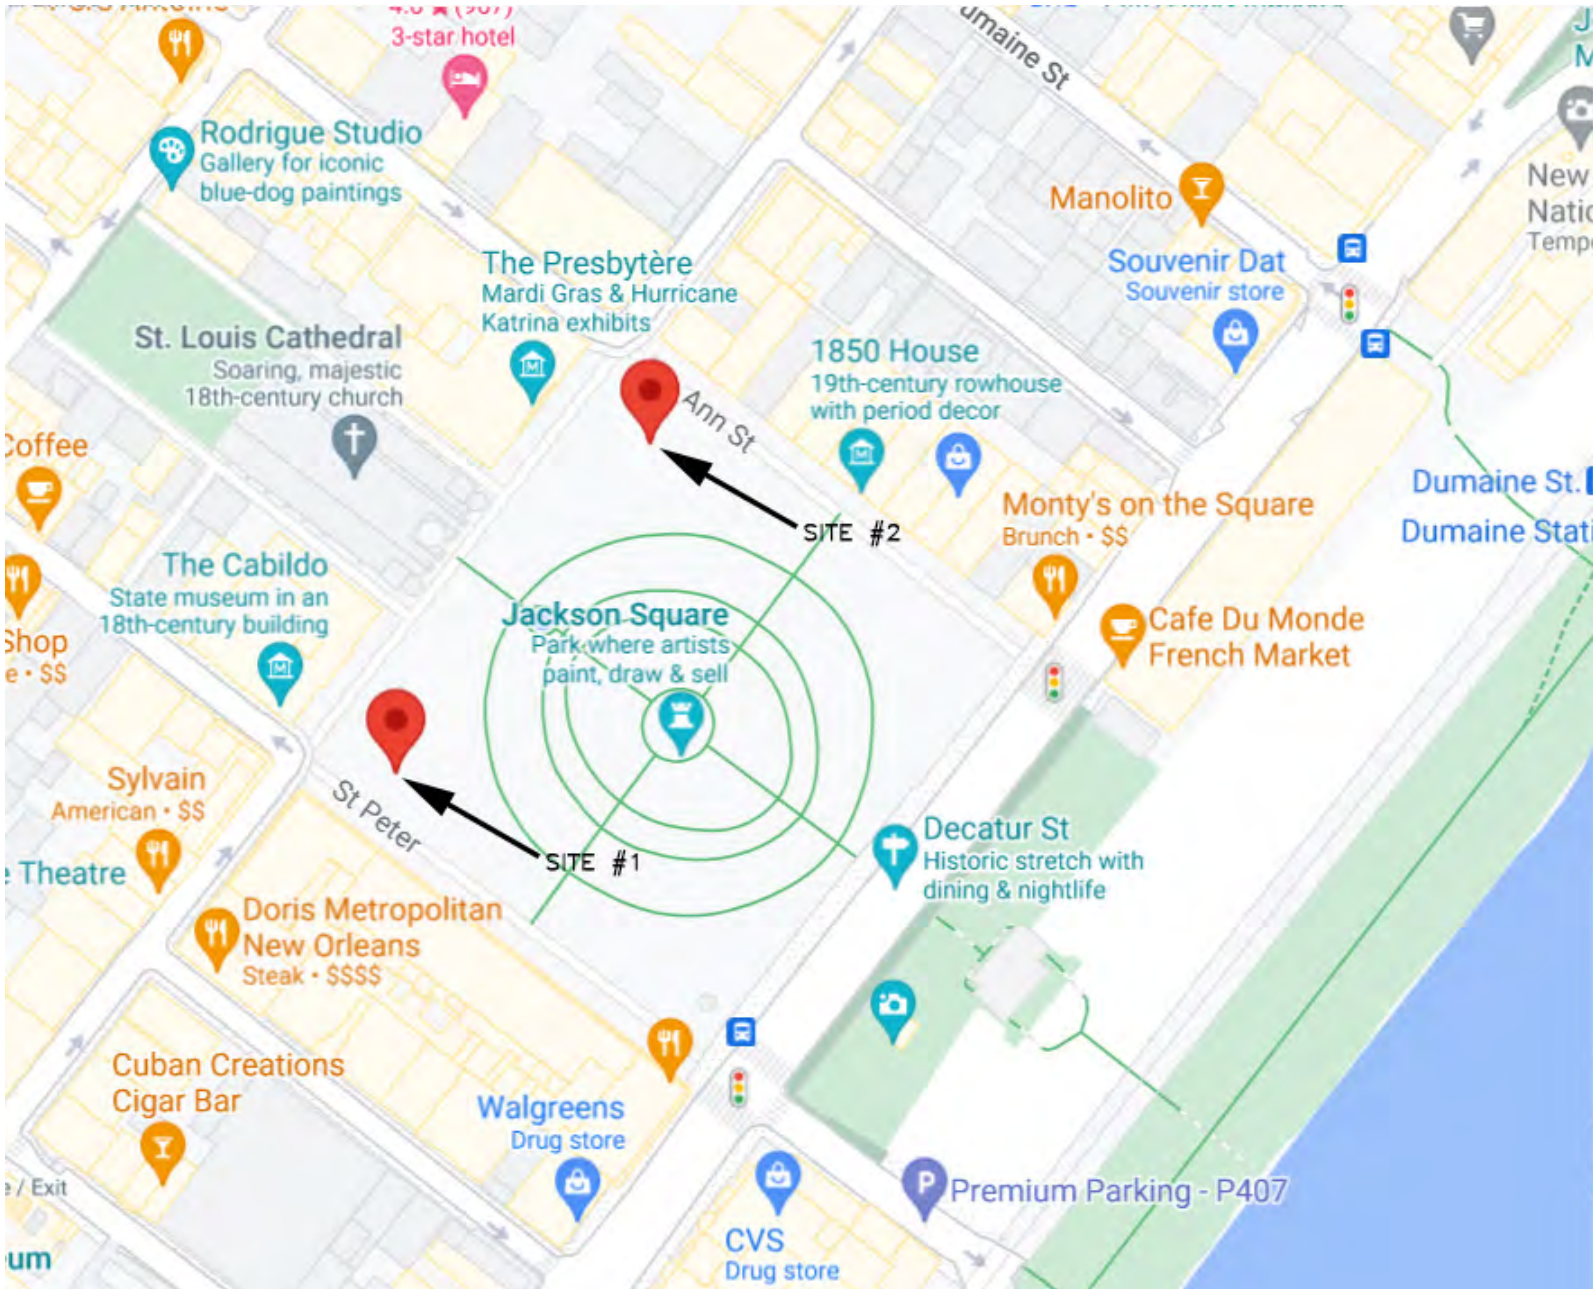 3-star hotel
umaine St
Rodrigue Studio
Gallery for iconic
blue-dog paintings
Manolito
New
Natio
Temp
The Presbytère
Mardi Gras & Hurricane
Katrina exhibits
Souvenir Dat
Souvenir store
St. Louis Cathedral
Soaring, majestic
18th-century church
1850 House
19th-century rowhouse
with period decor
Ann St
Coffee
Dumaine St.
Dumaine Stati
Monty's on the Square
Brunch • $$
SITE #2
The Cabildo
State museum in an
18th-century building
Jackson Square
Park where artists
paint, draw & sell
Cafe Du Monde
French Market
Shop
e • $$
Sylvain
American • $$
St Peter
SITE #1
Decatur St
Historic stretch with
dining & nightlife
e Theatre
Doris Metropolitan
New Orleans
Steak • $$$$
Cuban Creations
Cigar Bar
Walgreens
Drug store
e / Exit
P
Premium Parking - P407
CVS
Drug store
um